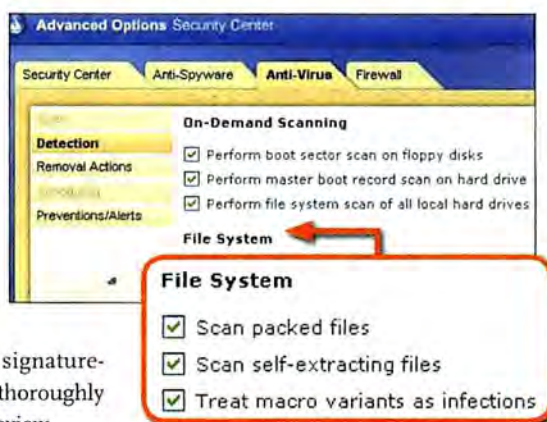 Advanced Options Security Center
Security Center Anti-Spyware Anti-Virus Firewall
On-Demand Scanning
Detection
Removal Actions
Preventions/Alerts
Perform boot sector scan on floppy disks
Perform master boot record scan on hard drive
Perform file system scan of all local hard drives
File System
File System
Scan packed files
Scan self-extracting files
Treat macro variants as infections
signature-
thoroughly